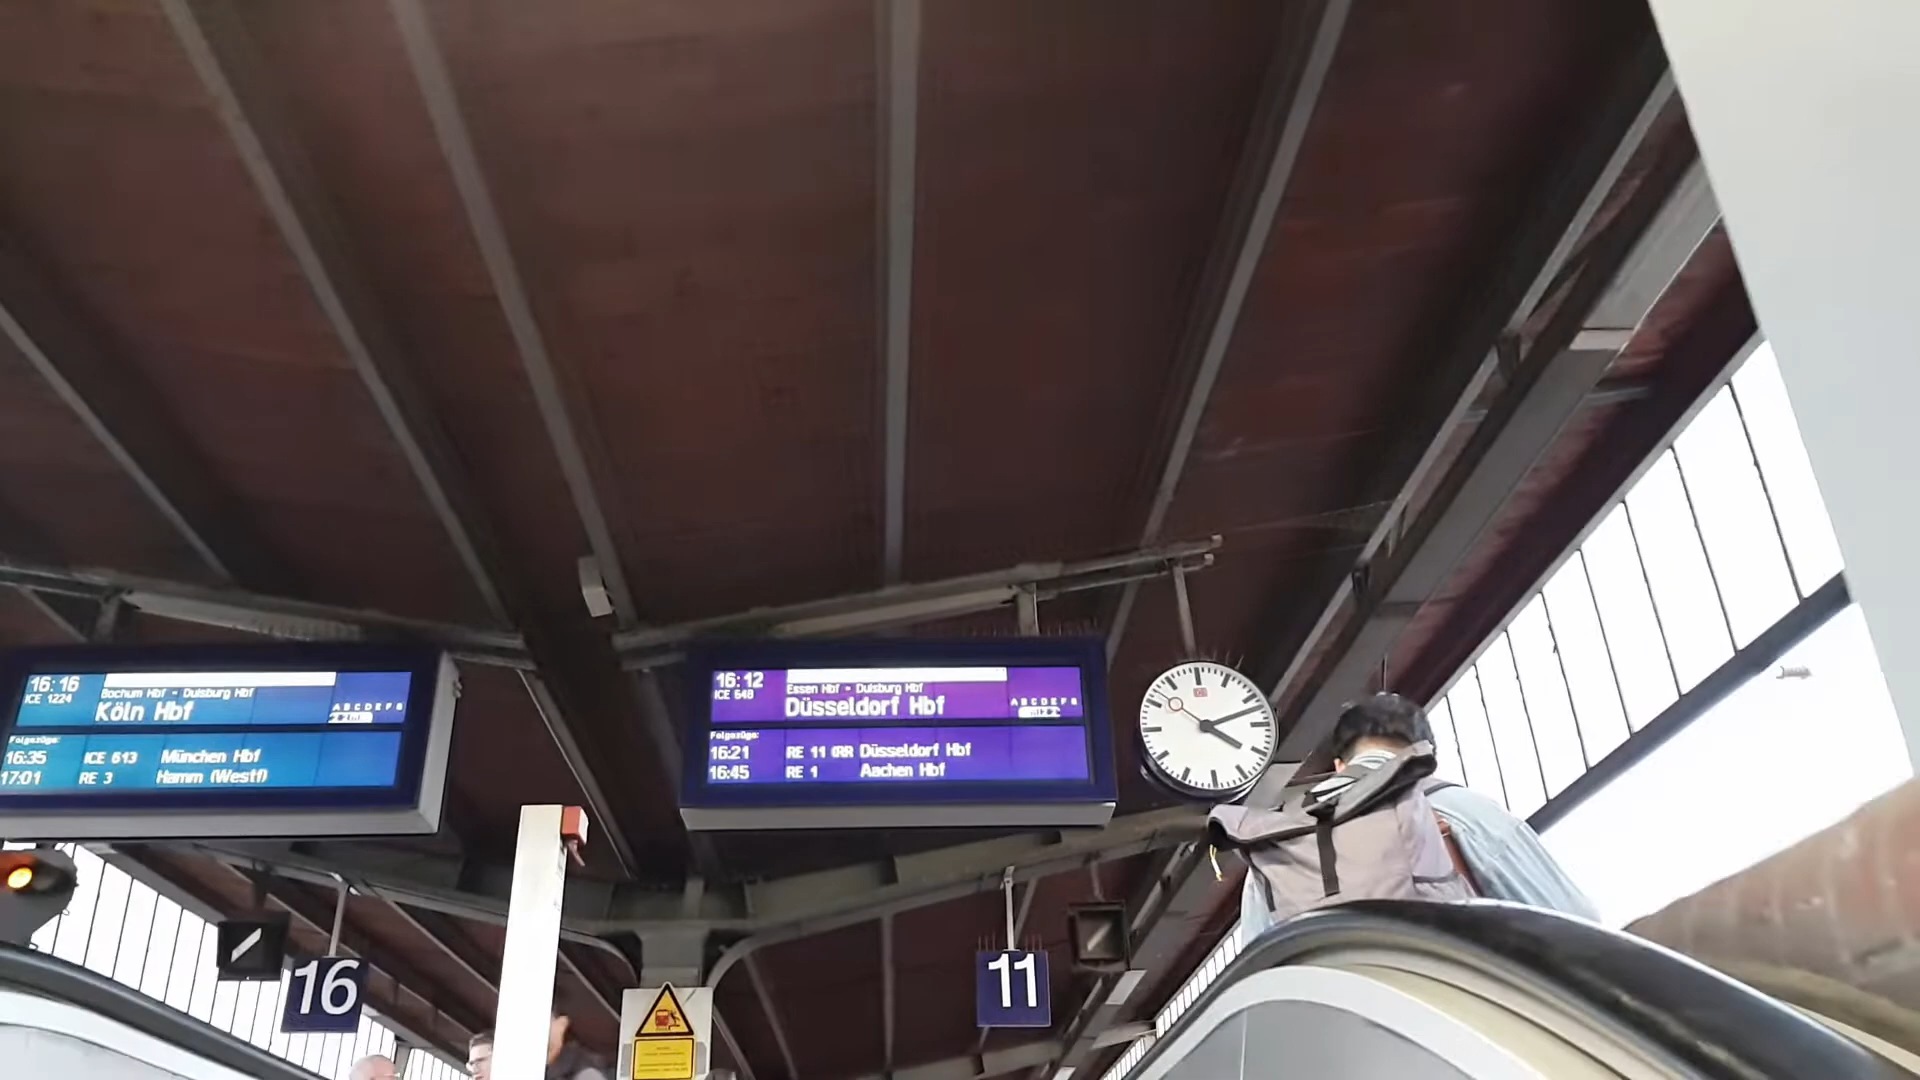 16:16
ICE 1224
Bochum Hbf - Duisburg Hbf
Köln Hbf
A B C D E F G
Folgezüge:
16:35 ICE 613 München Hbf
17:01 RE 3 Hamm (Westf)
16:12
ICE 648
Essen Hbf - Duisburg Hbf
Düsseldorf Hbf
A B C D E F G
Folgezüge:
16:21 RE 11 (RR Düsseldorf Hbf
16:45 RE 1 Aachen Hbf
DB
16
11